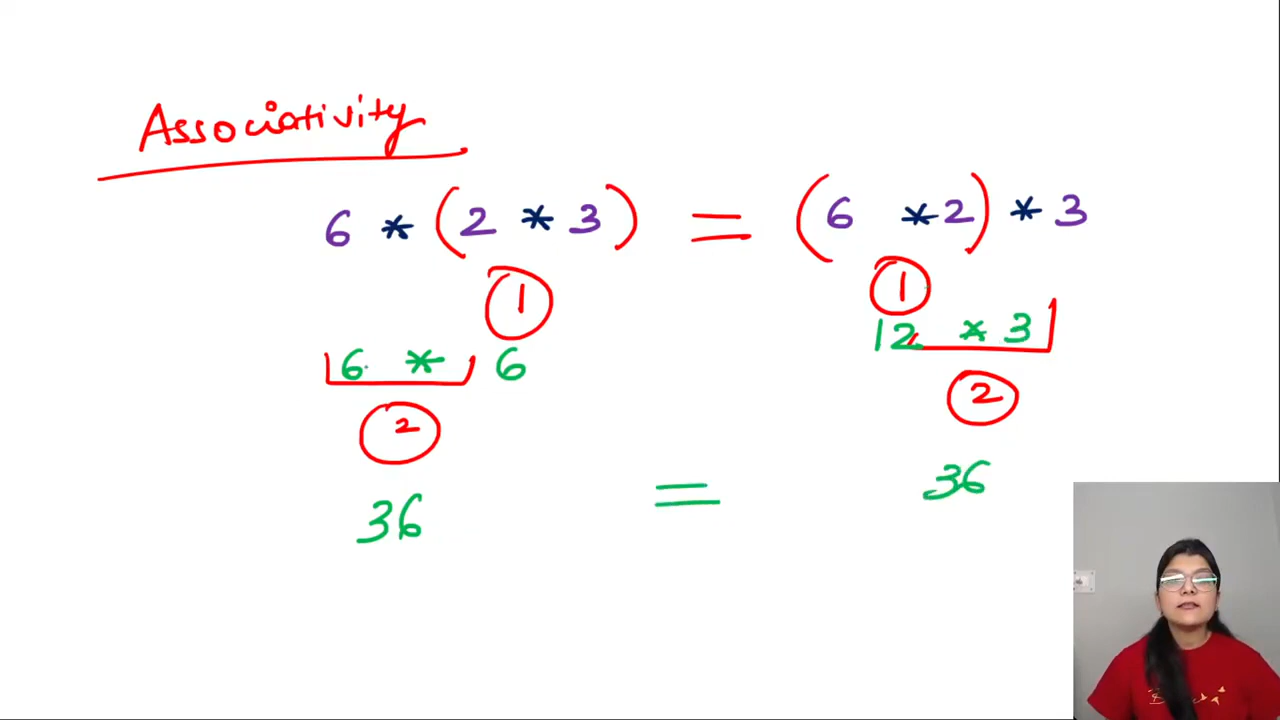 Associativity
6 * (2 * 3) = (6 * 2) * 3
1 1
6 * 6 12 * 3
2 2
36 = 36